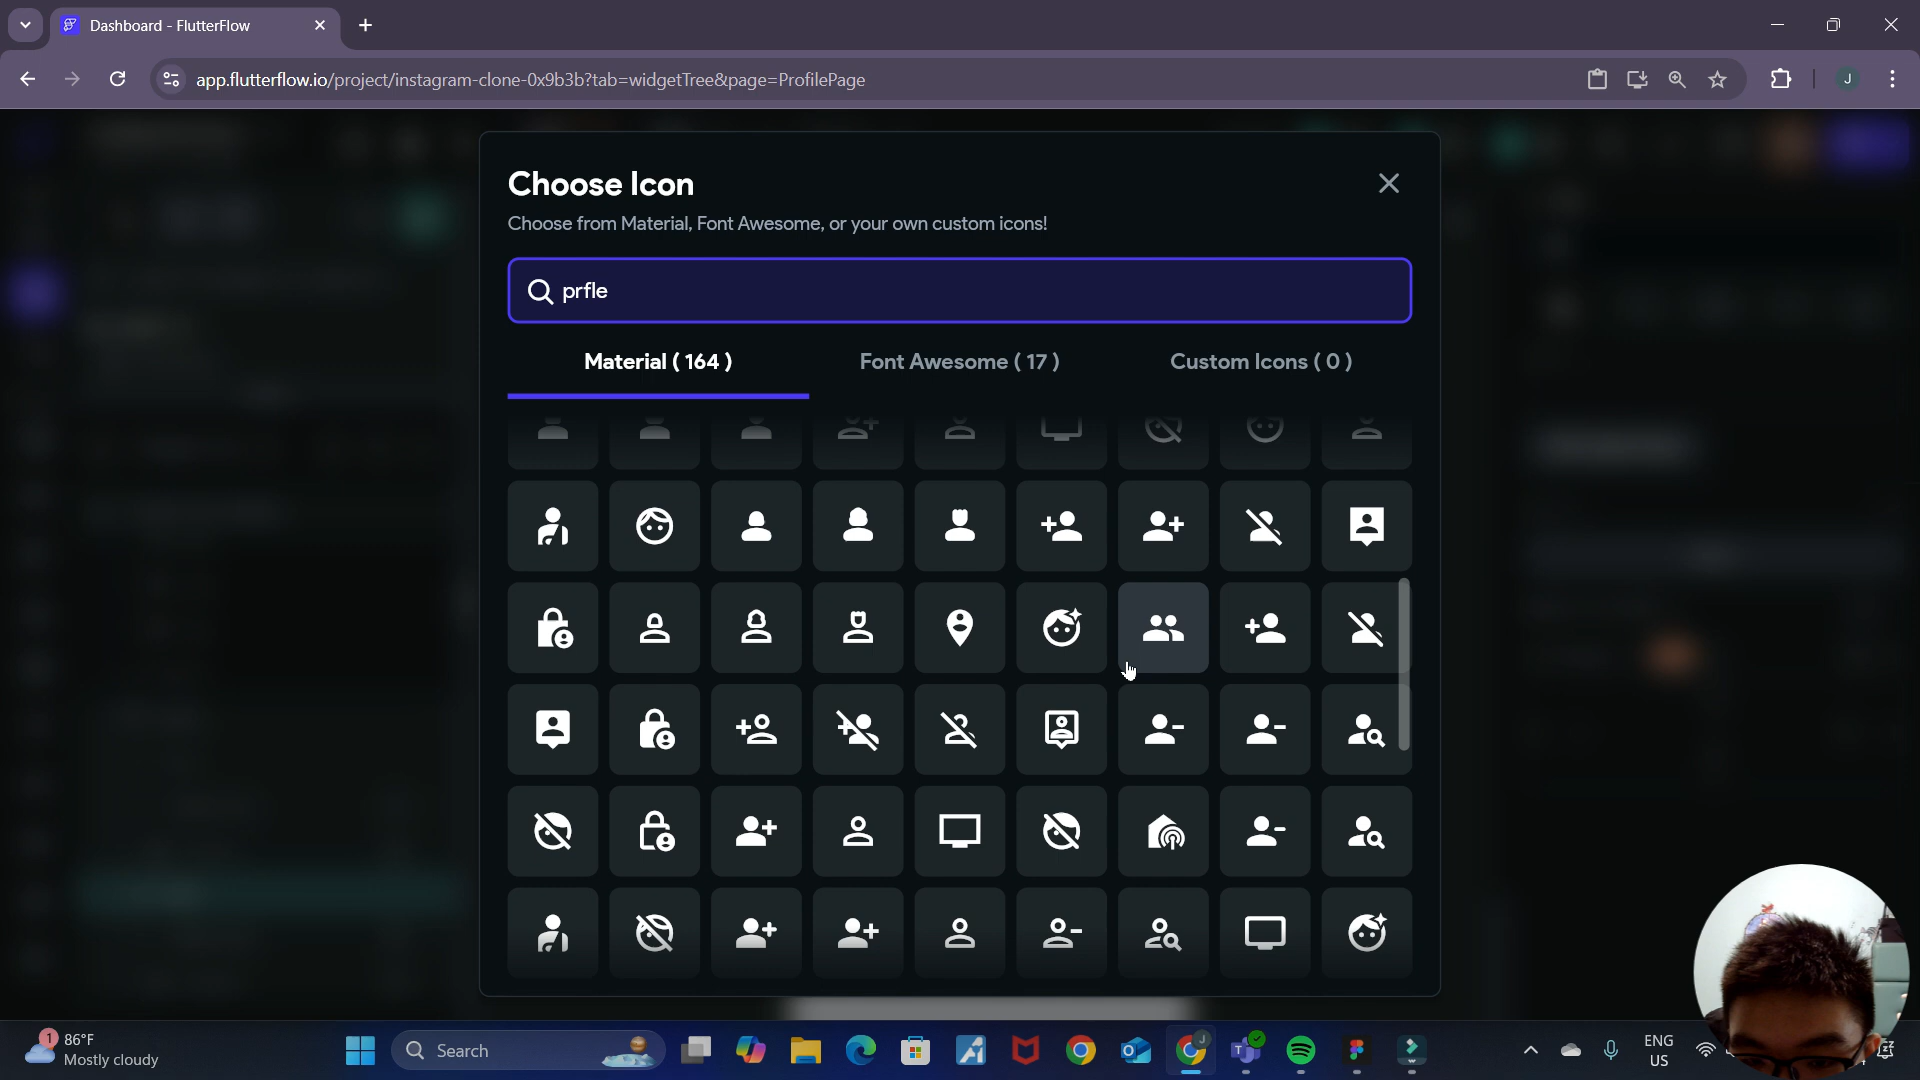 Dashboard - FlutterFlow
app.flutterflow.io/project/instagram-clone-0x9b3b?tab=widgetTree&page=ProfilePage
J
Choose Icon
Choose from Material, Font Awesome, or your own custom icons!
prfle
Material ( 164 )
Font Awesome ( 17 )
Custom Icons ( 0 )
1
86°F
Mostly cloudy
Search
J
ENG
US